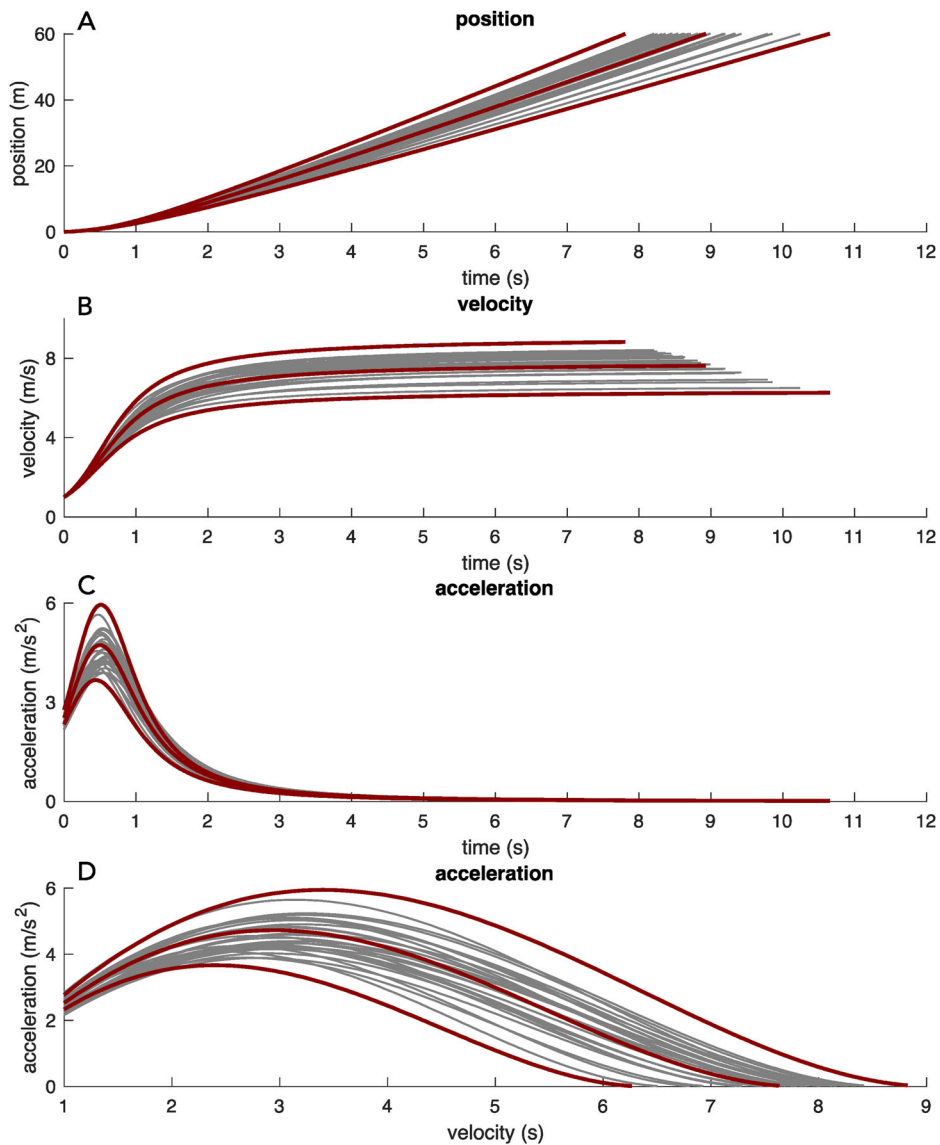 A
position
60
40
20
0
position (m)
0 1 2 3 4 5 6 7 8 9 10 11 12
time (s)
B
velocity
8
4
0
velocity (m/s)
0 1 2 3 4 5 6 7 8 9 10 11 12
time (s)
C
acceleration
6
3
0
acceleration (m/s²)
0 1 2 3 4 5 6 7 8 9 10 11 12
time (s)
D
acceleration
6
4
2
0
acceleration (m/s²)
1 2 3 4 5 6 7 8 9
velocity (s)